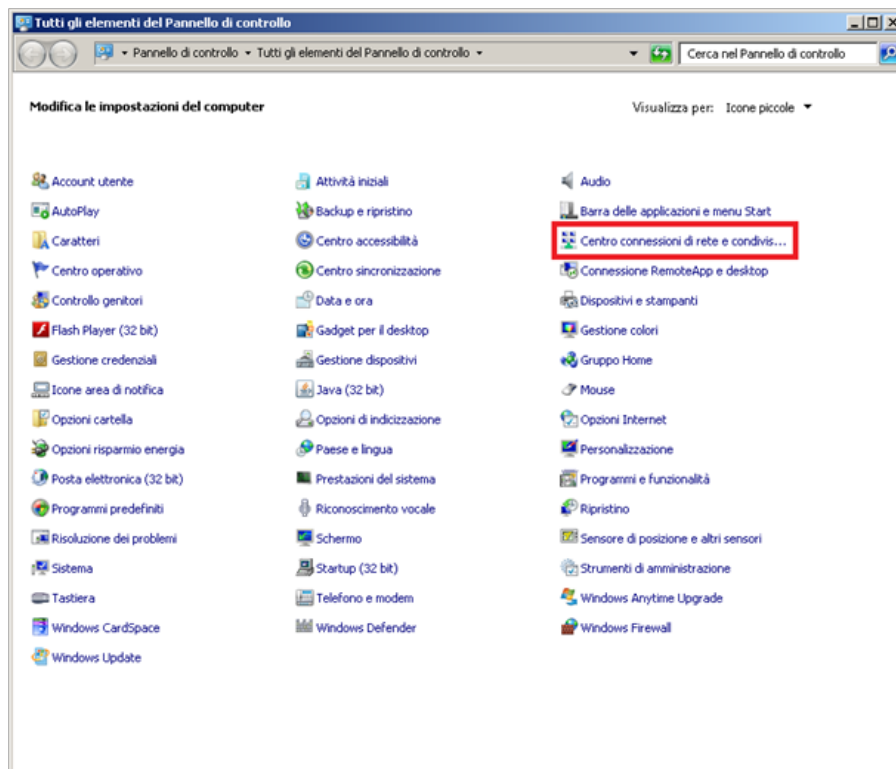 Tutti gli elementi del Pannello di controllo
Pannello di controllo Tutti gli elementi del Pannello di controllo Cerca nel Pannello di controllo
Modifica le impostazioni del computer Visualizza per: Icone piccole
Account utente Attività iniziali Audio
AutoPlay Backup e ripristino Barra delle applicazioni e menu Start
Caratteri Centro accessibilità Centro connessioni di rete e condivis...
Centro operativo Centro sincronizzazione Connessione RemoteApp e desktop
Controllo genitori Data e ora Dispositivi e stampanti
Flash Player (32 bit) Gadget per il desktop Gestione colori
Gestione credenziali Gestione dispositivi Gruppo Home
Icone area di notifica Java (32 bit) Mouse
Opzioni cartella Opzioni di indicizzazione Opzioni Internet
Opzioni risparmio energia Paese e lingua Personalizzazione
Posta elettronica (32 bit) Prestazioni del sistema Programmi e funzionalità
Programmi predefiniti Riconoscimento vocale Ripristino
Risoluzione dei problemi Schermo Sensore di posizione e altri sensori
Sistema Startup (32 bit) Strumenti di amministrazione
Tastiera Telefono e modem Windows Anytime Upgrade
Windows CardSpace Windows Defender Windows Firewall
Windows Update